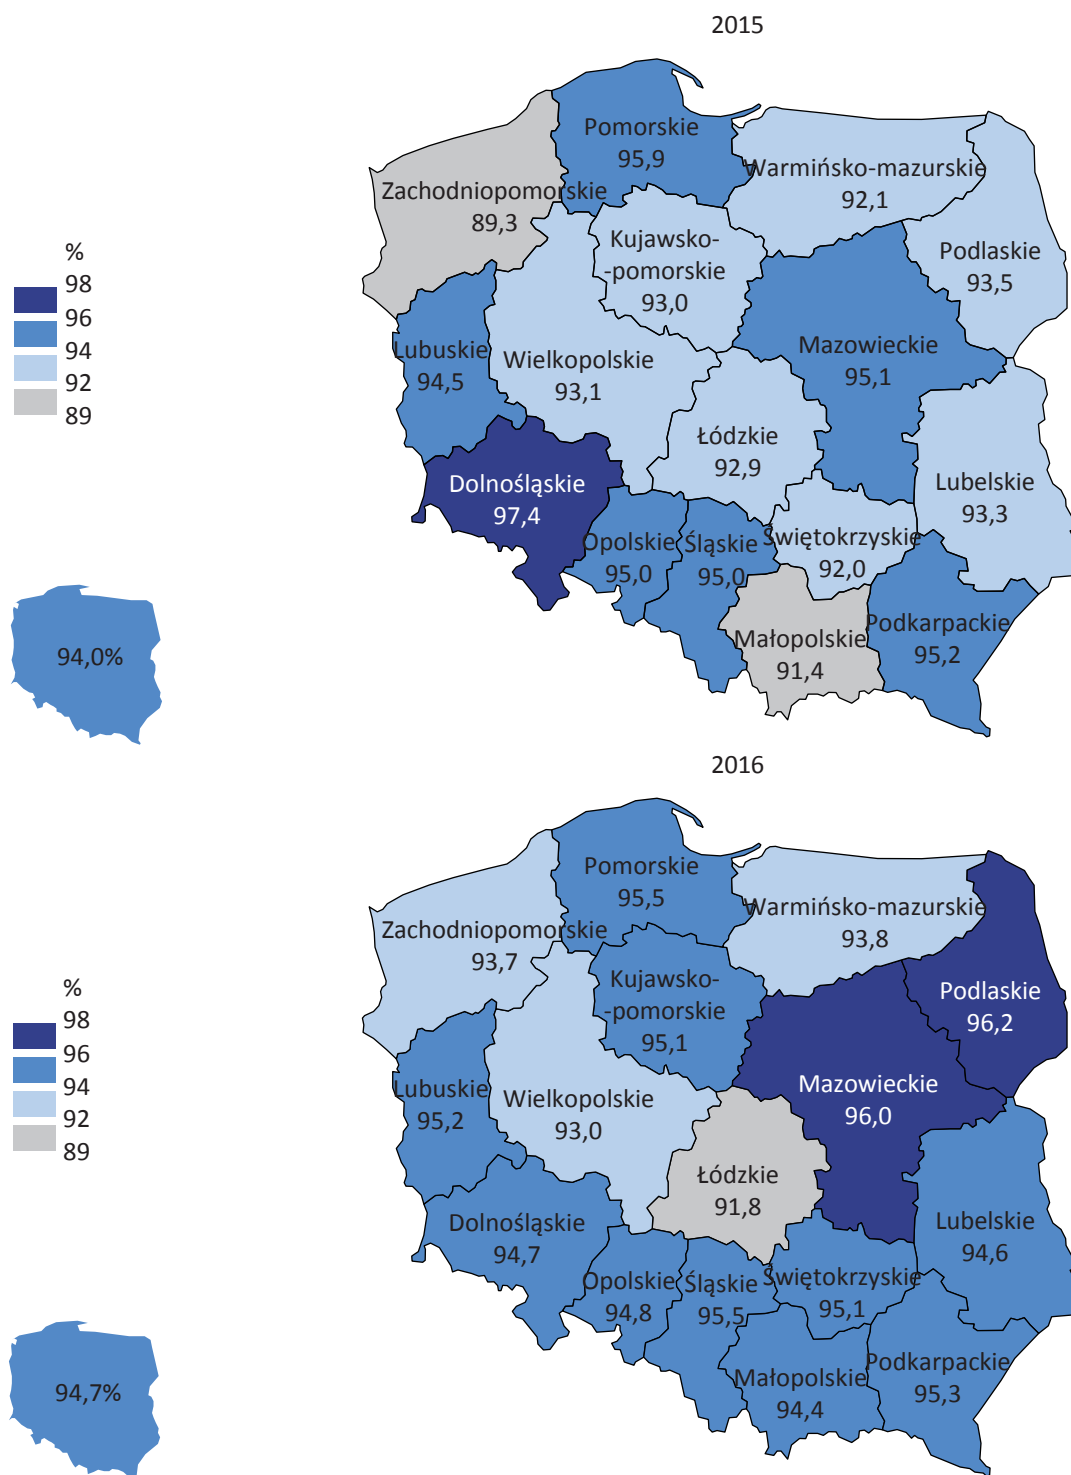 2015
Pomorskie
95,9
Warmińsko-mazurskie
92,1
Zachodniopomorskie
89,3
Kujawsko-
-pomorskie
93,0
Podlaskie
93,5
%
98
96
94
92
89
Lubuskie
94,5
Wielkopolskie
93,1
Mazowieckie
95,1
Łódzkie
92,9
Dolnośląskie
97,4
Lubelskie
93,3
Opolskie
95,0
Śląskie
95,0
Świętokrzyskie
92,0
Małopolskie
91,4
Podkarpackie
95,2
94,0%
2016
Pomorskie
95,5
Warmińsko-mazurskie
93,8
Zachodniopomorskie
93,7
Kujawsko-
-pomorskie
95,1
Podlaskie
96,2
%
98
96
94
92
89
Lubuskie
95,2
Wielkopolskie
93,0
Mazowieckie
96,0
Łódzkie
91,8
Dolnośląskie
94,7
Lubelskie
94,6
Opolskie
94,8
Śląskie
95,5
Świętokrzyskie
95,1
Małopolskie
94,4
Podkarpackie
95,3
94,7%